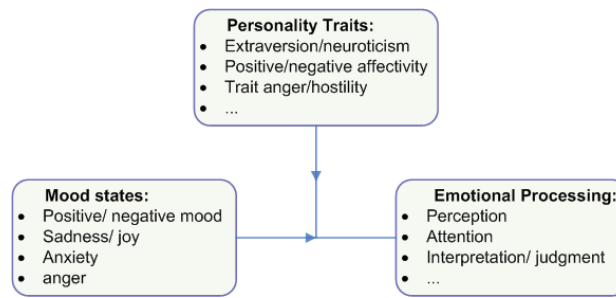 Personality Traits:
• Extraversion/neuroticism
• Positive/negative affectivity
• Trait anger/hostility
• ...
Mood states:
• Positive/ negative mood
• Sadness/ joy
• Anxiety
• anger
Emotional Processing:
• Perception
• Attention
• Interpretation/ judgment
• ...